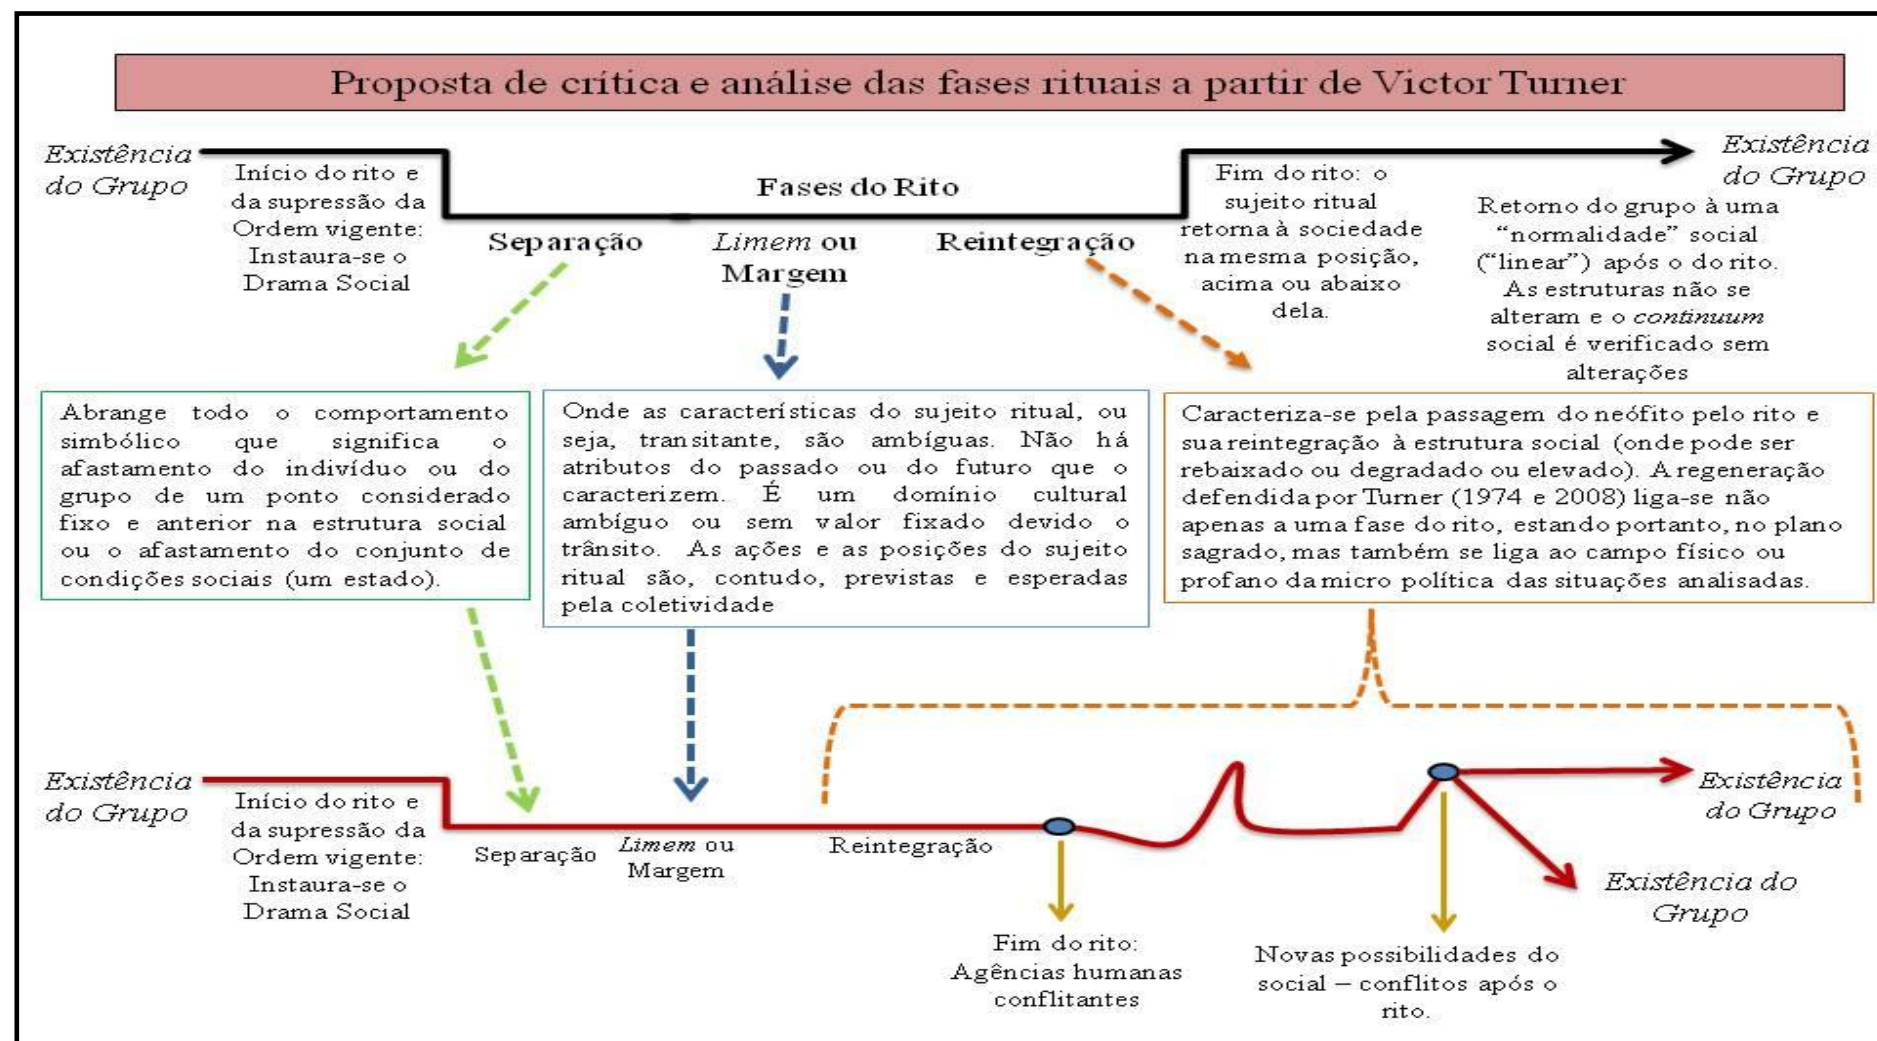 Proposta de crítica e análise das fases rituais a partir de Victor Turner
Existência
do Grupo
Início do rito e
da supressão da
Ordem vigente:
Instaura-se o
Drama Social
Fases do Rito
Separação
Limem ou
Margem
Reintegração
Fim do rito: o
sujeito ritual
retorna à sociedade
na mesma posição,
acima ou abaixo
dela.
Existência
do Grupo
Retorno do grupo à uma
“normalidade” social
(“linear”) após o do rito.
As estruturas não se
alteram e o continuum
social é verificado sem
alterações
Abrange todo o comportamento
simbólico que significa o
afastamento do indivíduo ou do
grupo de um ponto considerado
fixo e anterior na estrutura social
ou o afastamento do conjunto de
condições sociais (um estado).
Onde as características do sujeito ritual, ou
seja, transitante, são ambíguas. Não há
atributos do passado ou do futuro que o
caracterizem. É um domínio cultural
ambíguo ou sem valor fixado devido o
trânsito. As ações e as posições do sujeito
ritual são, contudo, previstas e esperadas
pela coletividade
Caracteriza-se pela passagem do neófito pelo rito e
sua reintegração à estrutura social (onde pode ser
rebaixado ou degradado ou elevado). A regeneração
defendida por Turner (1974 e 2008) liga-se não
apenas a uma fase do rito, estando portanto, no plano
sagrado, mas também se liga ao campo físico ou
profano da micro política das situações analisadas.
Existência
do Grupo
Início do rito e
da supressão da
Ordem vigente:
Instaura-se o
Drama Social
Separação
Limem ou
Margem
Reintegração
Fim do rito:
Agências humanas
conflitantes
Novas possibilidades do
social – conflitos após o
rito.
Existência
do Grupo
Existência do
Grupo